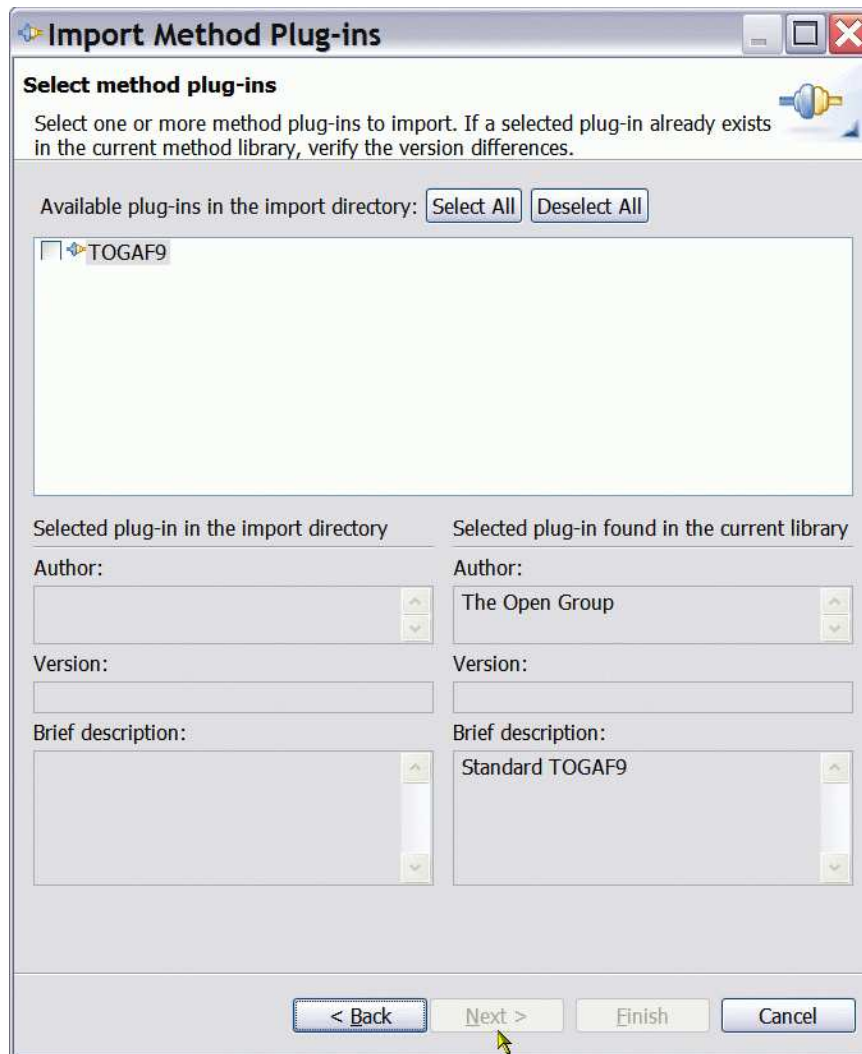 Import Method Plug-ins
Select method plug-ins
Select one or more method plug-ins to import. If a selected plug-in already exists
in the current method library, verify the version differences.
Available plug-ins in the import directory: Select All Deselect All
TOGAF9
Selected plug-in in the import directory
Selected plug-in found in the current library
Author:
Author:
The Open Group
Version:
Version:
Brief description:
Brief description:
Standard TOGAF9
< Back Next > Finish Cancel